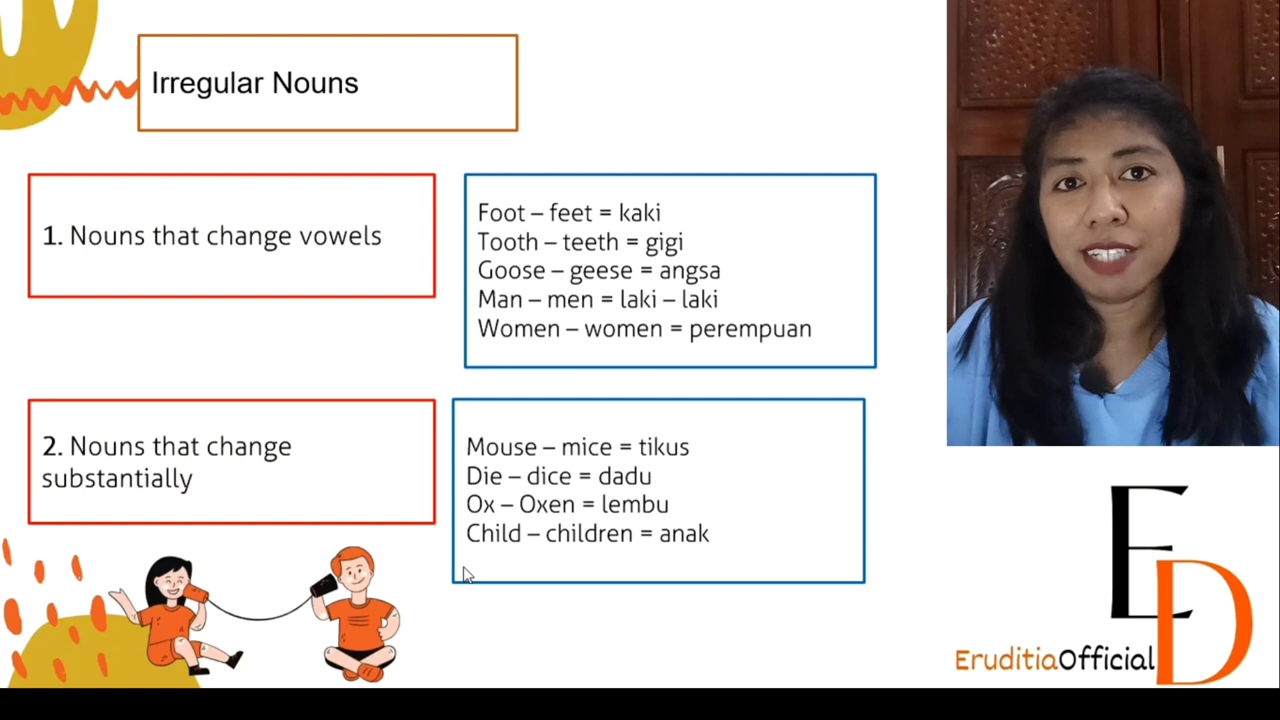 Irregular Nouns
1. Nouns that change vowels
Foot – feet = kaki
Tooth – teeth = gigi
Goose – geese = angsa
Man – men = laki – laki
Women – women = perempuan
2. Nouns that change
substantially
Mouse – mice = tikus
Die – dice = dadu
Ox – Oxen = lembu
Child – children = anak
ED
EruditiaOfficial